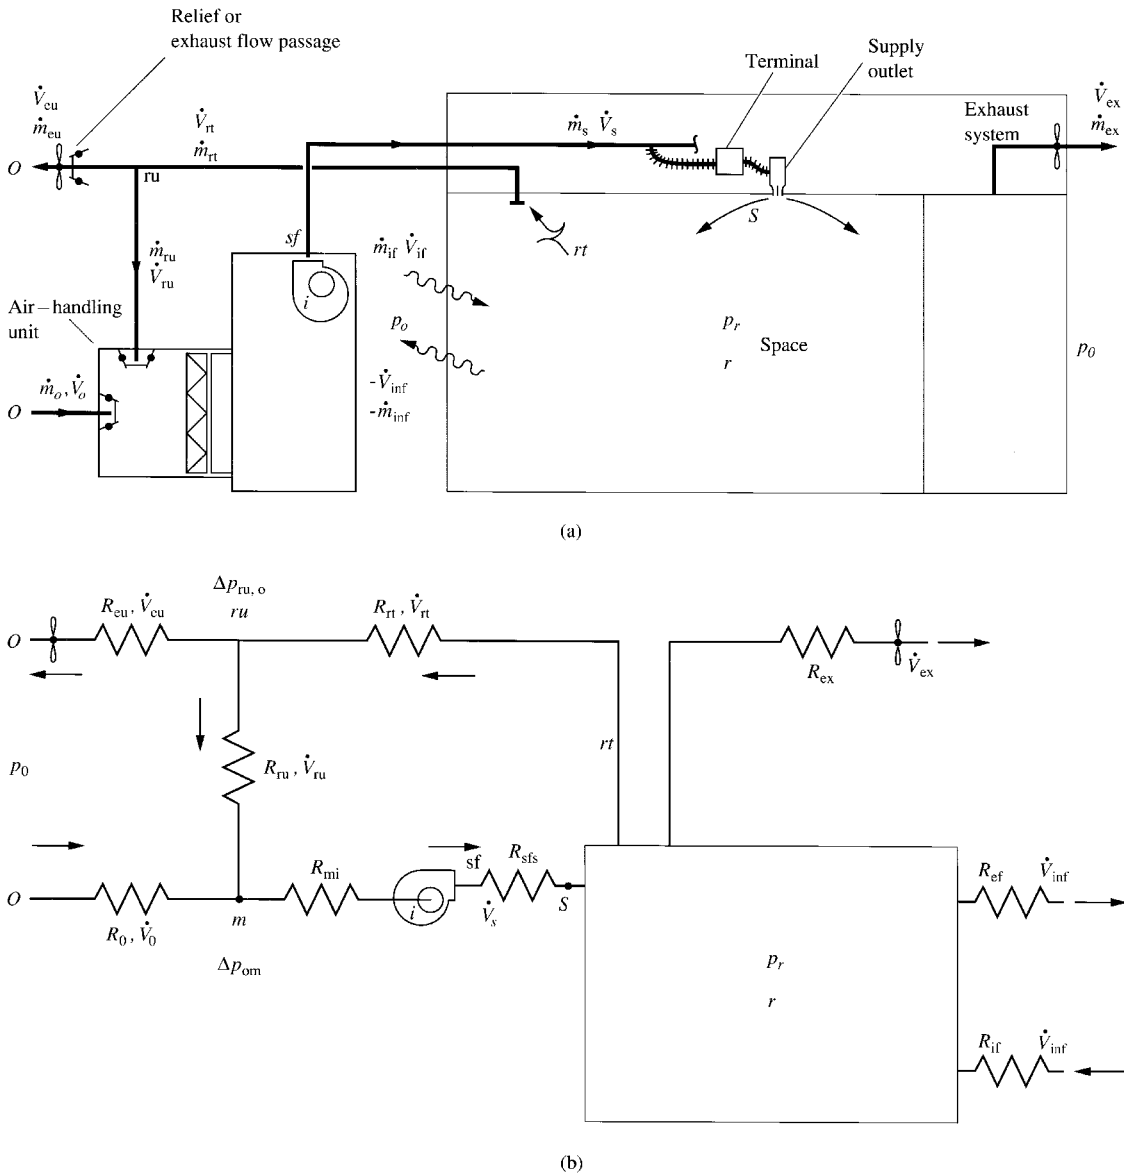 Relief or
exhaust flow passage
Supply
outlet
Terminal
V̇eu
ṁeu
V̇rt
ṁrt
ṁs V̇s
Exhaust
system
V̇ex
ṁex
O
ru
S
sf
rt
ṁru
V̇ru
ṁif V̇if
i
Air–handling
unit
po
pr
Space
r
p0
ṁo, V̇o
O
-V̇inf
-ṁinf
(a)
Δpru, o
ru
Reu, V̇eu
Rrt, V̇rt
O
Rex
V̇ex
rt
p0
Rru, V̇ru
sf
Rsfs
Rmi
Ref
V̇inf
O
m
i
V̇s
S
R0, V̇0
Δpom
pr
r
Rif
V̇inf
(b)